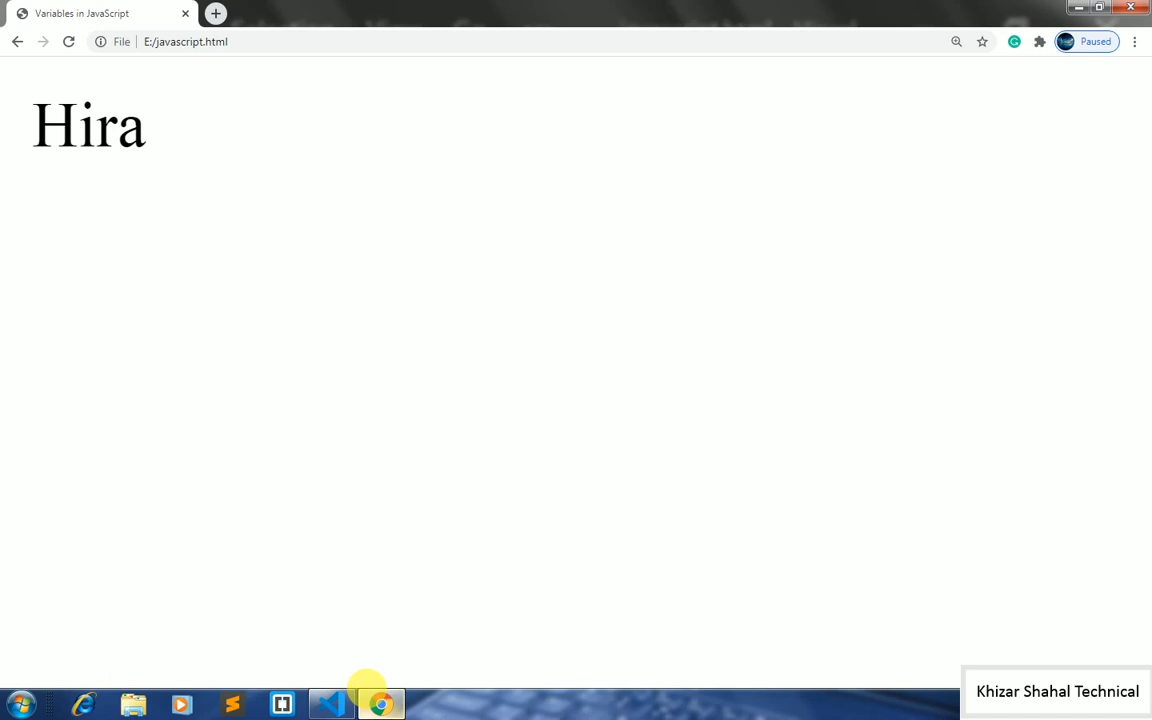 Variables in JavaScript
File
E:/javascript.html
Paused
Hira
Khizar Shahal Technical